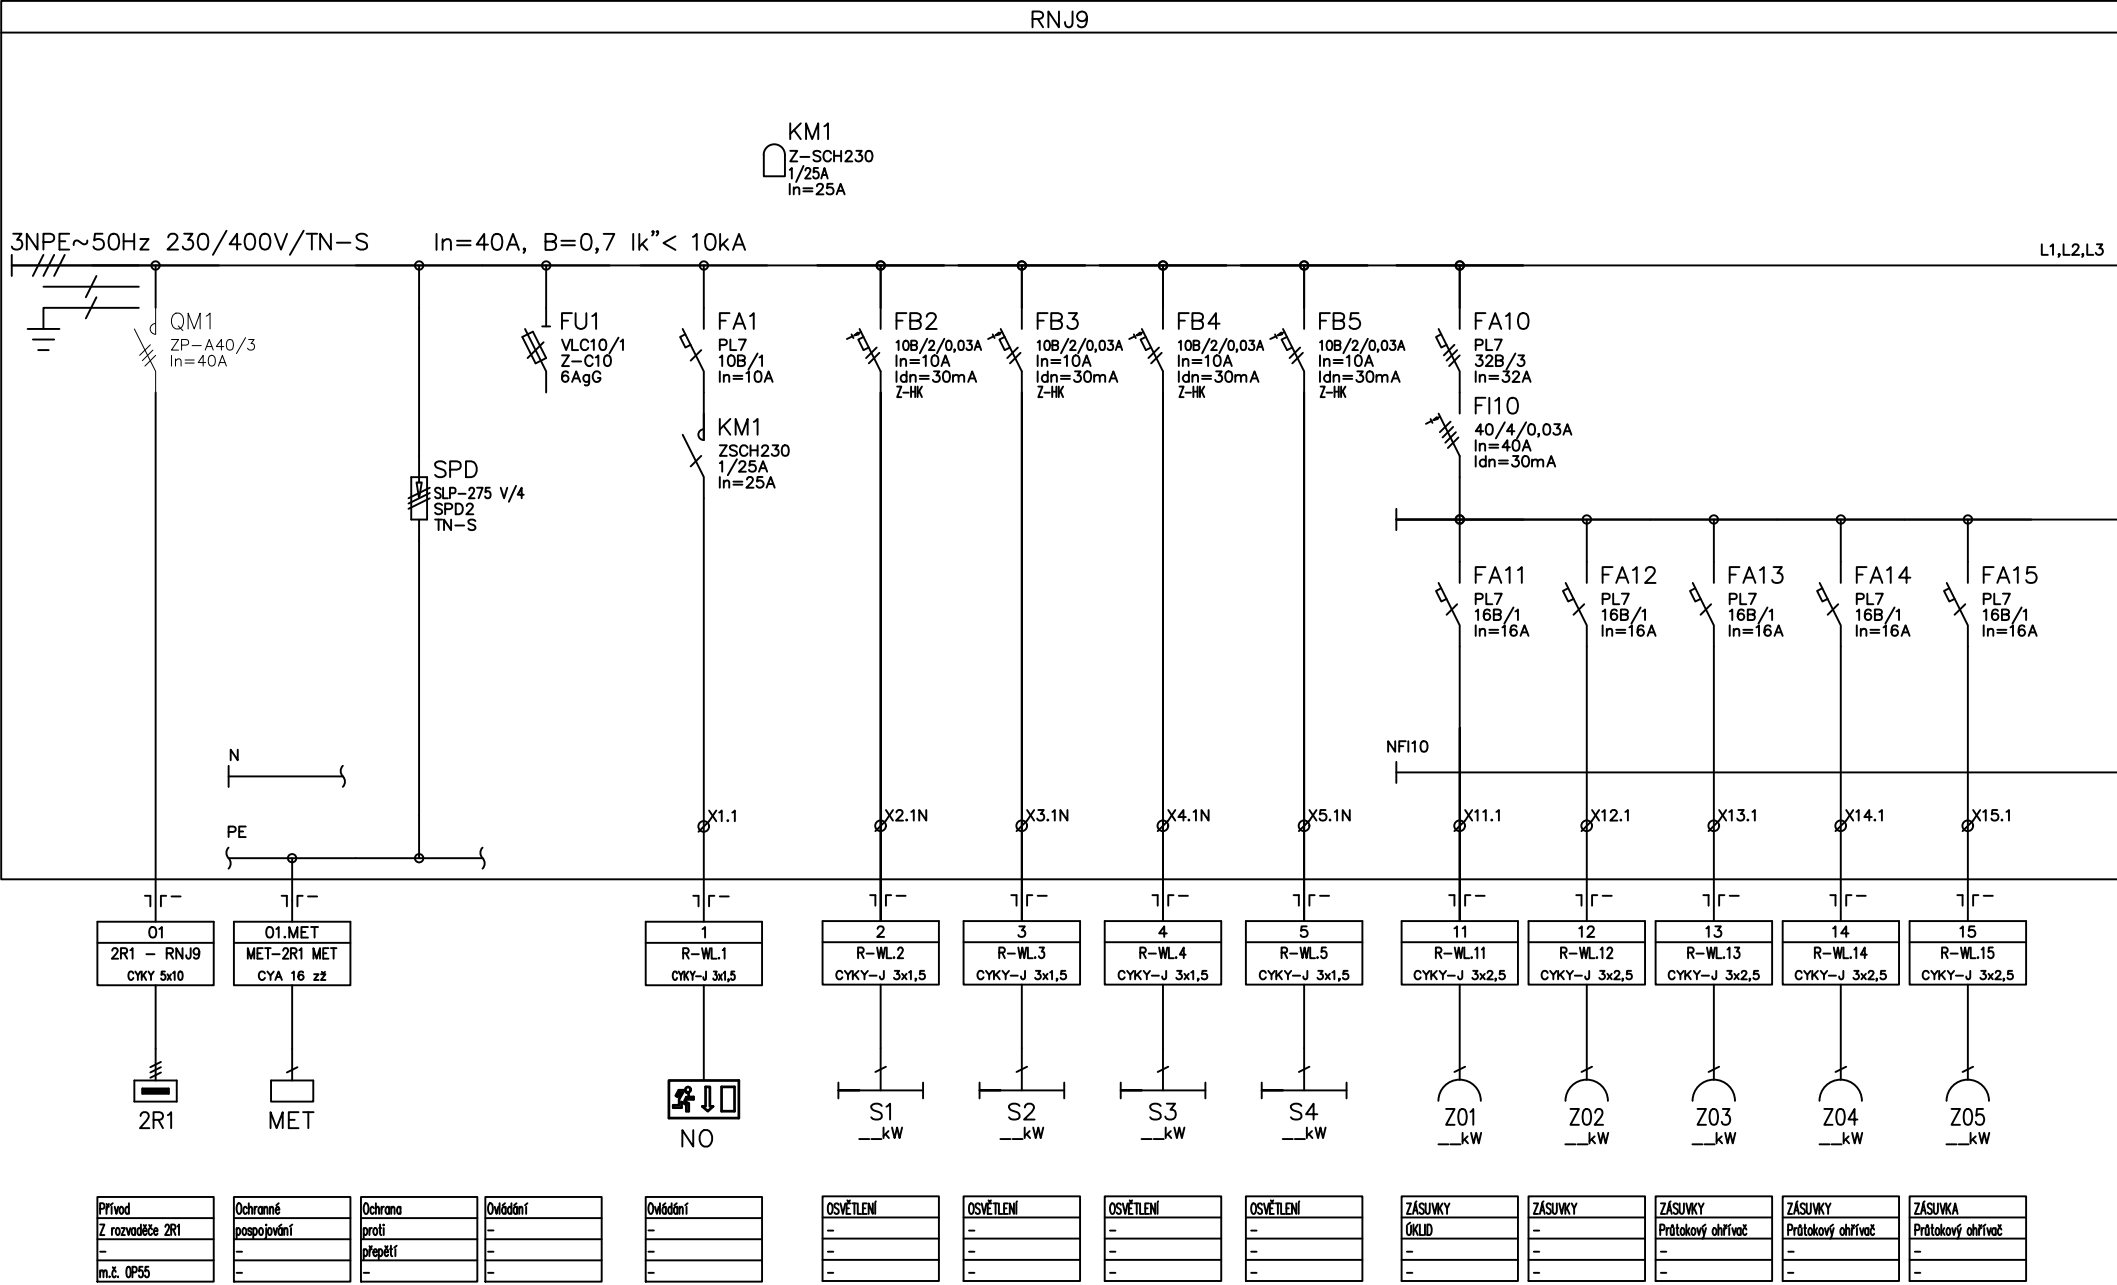 RNJ9
KM1
Z-SCH230
1/25A
In=25A
3NPE~50Hz 230/400V/TN-S
In=40A, B=0,7 Ik”< 10kA
L1,L2,L3
QM1
ZP-A40/3
In=40A
FU1
VLC10/1
Z-C10
6AgG
FA1
PL7
10B/1
In=10A
FB2
10B/2/0,03A
In=10A
Idn=30mA
Z-HK
FB3
10B/2/0,03A
In=10A
Idn=30mA
Z-HK
FB4
10B/2/0,03A
In=10A
Idn=30mA
Z-HK
FB5
10B/2/0,03A
In=10A
Idn=30mA
Z-HK
FA10
PL7
32B/3
In=32A
FI10
40/4/0,03A
In=40A
Idn=30mA
KM1
ZSCH230
1/25A
In=25A
SPD
SLP-275 V/4
SPD2
TN-S
FA11
PL7
16B/1
In=16A
FA12
PL7
16B/1
In=16A
FA13
PL7
16B/1
In=16A
FA14
PL7
16B/1
In=16A
FA15
PL7
16B/1
In=16A
N
NFI10
PE
X1.1
X2.1N
X3.1N
X4.1N
X5.1N
X11.1
X12.1
X13.1
X14.1
X15.1
01
2R1 - RNJ9
CYKY 5x10
01.MET
MET-2R1 MET
CYA 16 zž
1
R-WL.1
CYKY-J 3x1,5
2
R-WL.2
CYKY-J 3x1,5
3
R-WL.3
CYKY-J 3x1,5
4
R-WL.4
CYKY-J 3x1,5
5
R-WL.5
CYKY-J 3x1,5
11
R-WL.11
CYKY-J 3x2,5
12
R-WL.12
CYKY-J 3x2,5
13
R-WL.13
CYKY-J 3x2,5
14
R-WL.14
CYKY-J 3x2,5
15
R-WL.15
CYKY-J 3x2,5
2R1
MET
NO
S1
__kW
S2
__kW
S3
__kW
S4
__kW
Z01
__kW
Z02
__kW
Z03
__kW
Z04
__kW
Z05
__kW
Přívod
Z rozvaděče 2R1
-
m.č. 0P55
Ochranné
pospojování
-
-
Ochrana
proti
přepětí
-
Ovládání
-
-
-
Ovládání
-
-
-
OSVĚTLENÍ
-
-
-
OSVĚTLENÍ
-
-
-
OSVĚTLENÍ
-
-
-
OSVĚTLENÍ
-
-
-
ZÁSUVKY
ÚKLID
-
-
ZÁSUVKY
-
-
-
ZÁSUVKY
Průtokový ohřívač
-
-
ZÁSUVKY
Průtokový ohřívač
-
-
ZÁSUVKA
Průtokový ohřívač
-
-